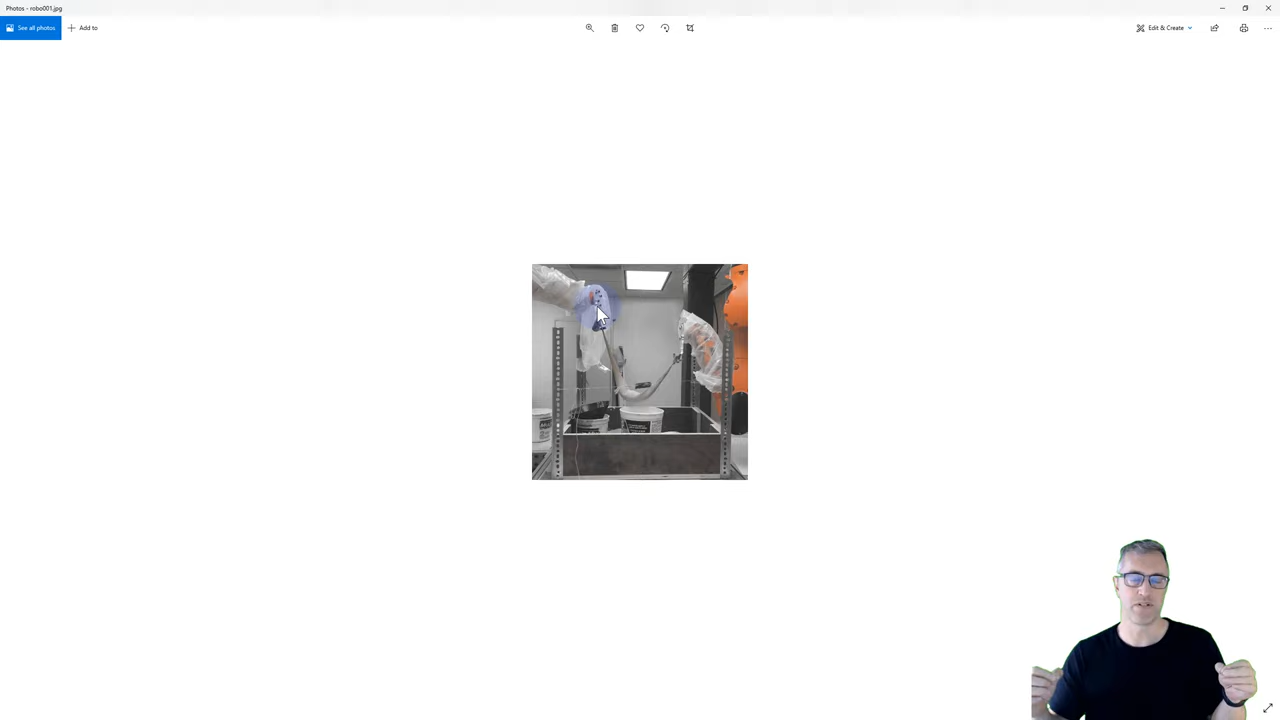 Photos - robo001.jpg
See all photos
Add to
Edit & Create